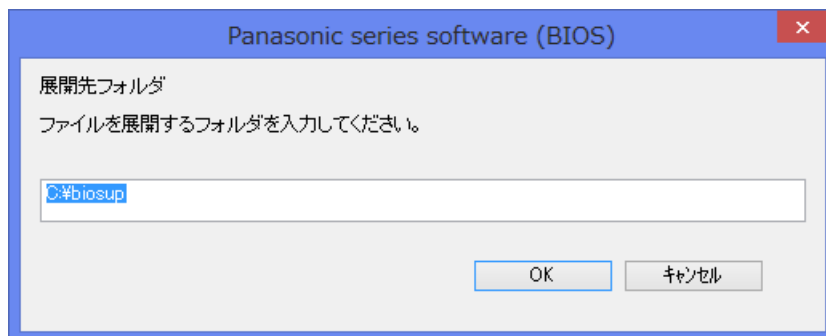 Panasonic series software (BIOS)
展開先フォルダ
ファイルを展開するフォルダを入力してください。
C:¥biosup
OK キャンセル